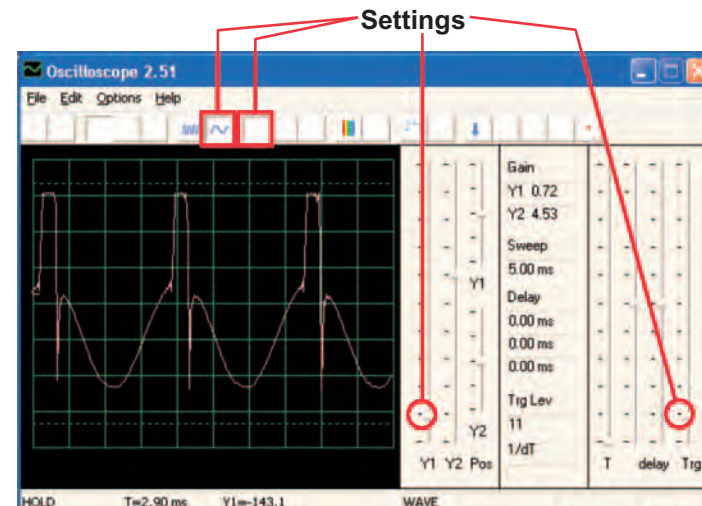 Settings
Oscilloscope 2.51
File Edit Options Help
Gain
Y1 0.72
Y2 4.53
Sweep
5.00 ms
Delay
0.00 ms
0.00 ms
0.00 ms
Trg Lev
11
1/dT
Y1
Y2
Y1 Y2 Pos
T delay Trg
HOLD T=2.90 ms Y1=-143.1 WAVE